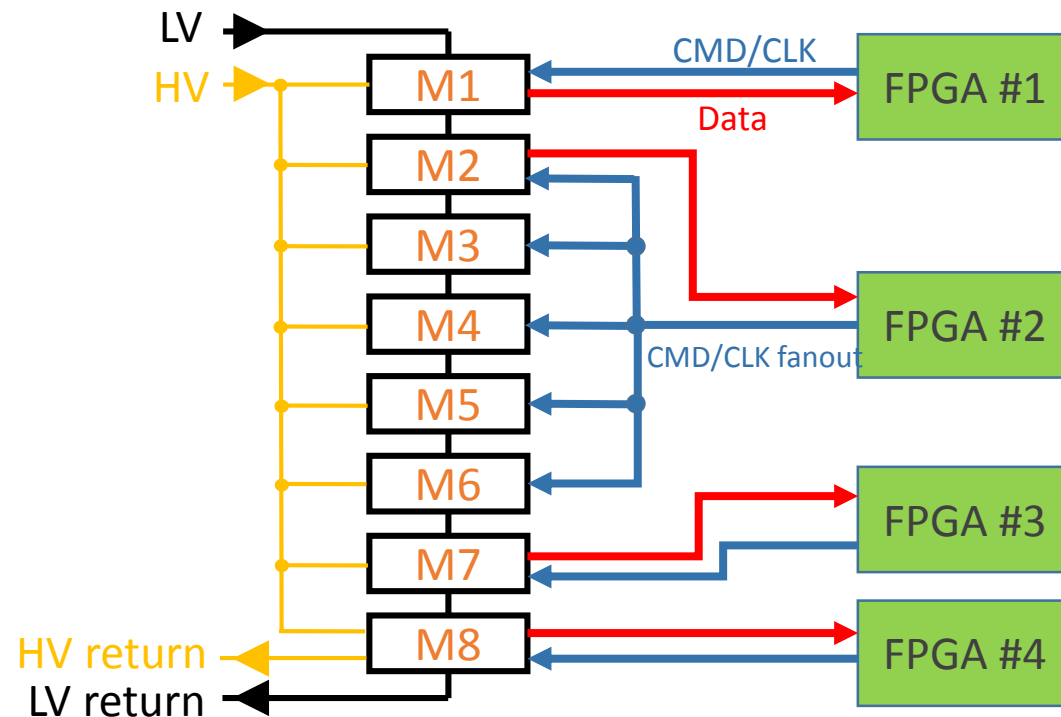 LV
HV
M1
CMD/CLK
Data
FPGA #1
M2
M3
M4
CMD/CLK fanout
FPGA #2
M5
M6
M7
FPGA #3
M8
FPGA #4
HV return
LV return